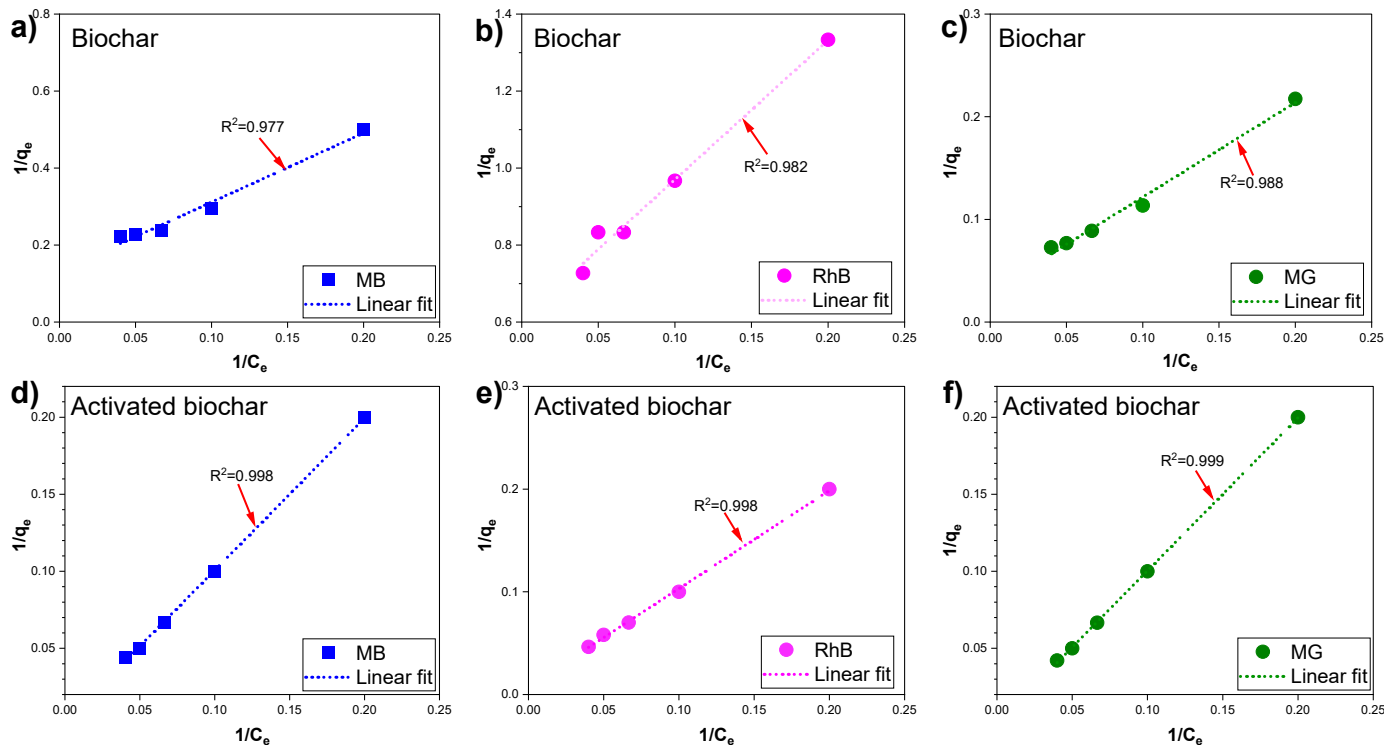 a)
Biochar
0.8
0.6
0.4
0.2
0.0
1/qe
R2=0.977
MB
Linear fit
0.00 0.05 0.10 0.15 0.20 0.25
1/Ce
b)
Biochar
1.4
1.2
1.0
0.8
0.6
1/qe
R2=0.982
RhB
Linear fit
0.00 0.05 0.10 0.15 0.20 0.25
1/Ce
c)
Biochar
0.3
0.2
0.1
0.0
1/qe
R2=0.988
MG
Linear fit
0.00 0.05 0.10 0.15 0.20 0.25
1/Ce
d)
Activated biochar
0.20
0.15
0.10
0.05
1/qe
R2=0.998
MB
Linear fit
0.00 0.05 0.10 0.15 0.20 0.25
1/Ce
e)
Activated biochar
0.3
0.2
0.1
0.0
1/qe
R2=0.998
RhB
Linear fit
0.00 0.05 0.10 0.15 0.20 0.25
1/Ce
f)
Activated biochar
0.20
0.15
0.10
0.05
1/qe
R2=0.999
MG
Linear fit
0.00 0.05 0.10 0.15 0.20 0.25
1/Ce